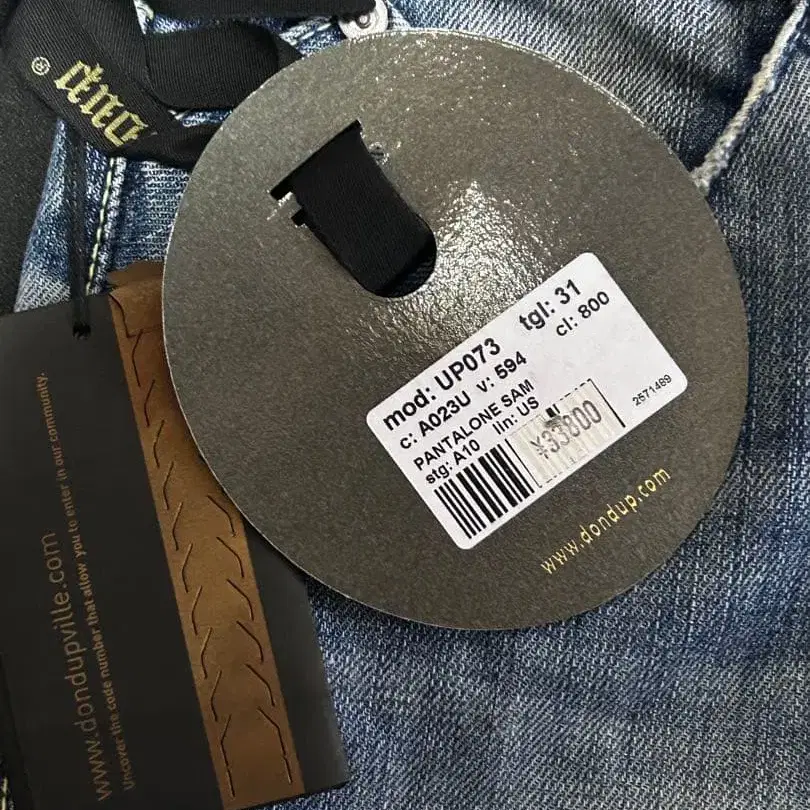 Dondup
®
mod: UP073 tgl: 31
c: A023U v: 594 cl: 800
PANTALONE SAM
stg: A10 lin: US
¥33800
2571489
www.dondup.com
www.dondupville.com
Uncover the code number that allow you to enter in our community.